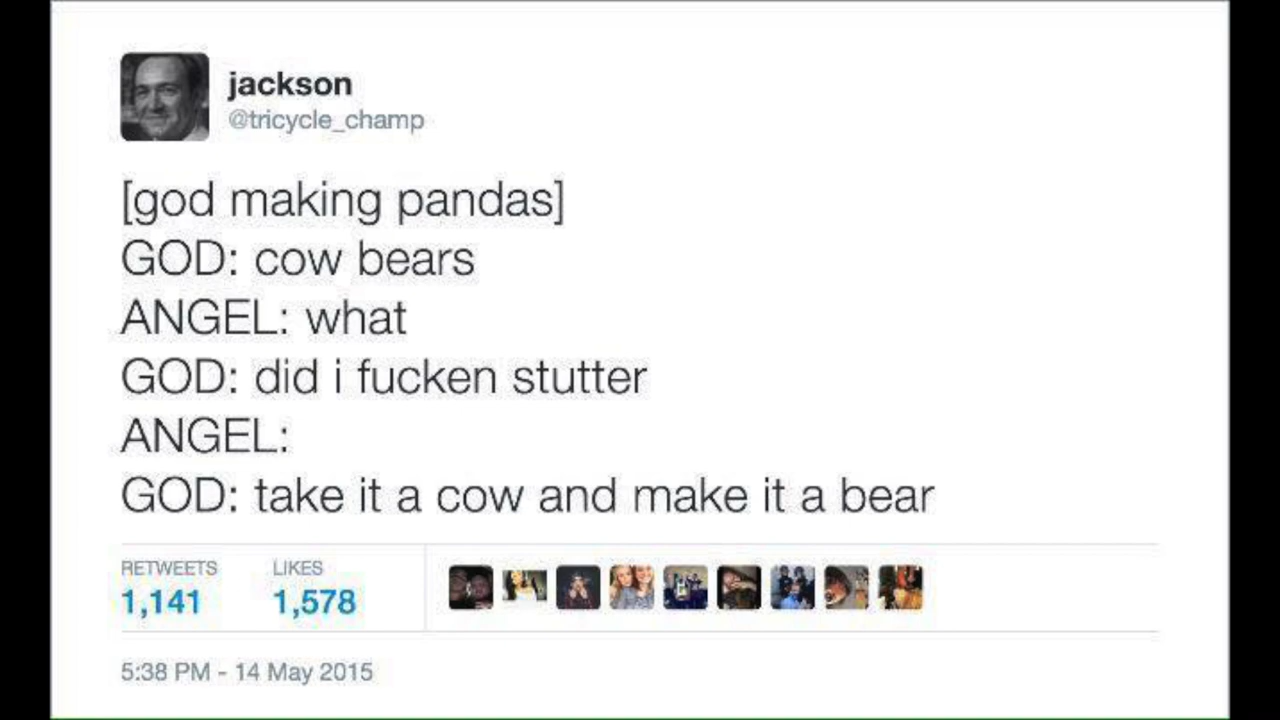 jackson
@tricycle_champ
[god making pandas]
GOD: cow bears
ANGEL: what
GOD: did i fucken stutter
ANGEL:
GOD: take it a cow and make it a bear
RETWEETS LIKES
1,141 1,578
5:38 PM - 14 May 2015